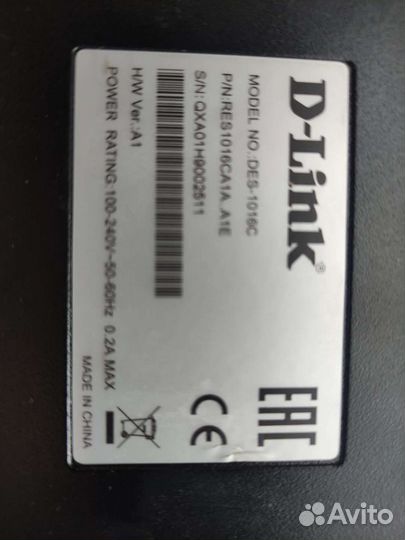 D-Link®
MODEL NO.:DES-1016C
P/N:RES1016CA1A..A1E
S/N:QXA01H9002511
H/W Ver.:A1
POWER RATING:100-240V~50-60Hz 0.2A MAX
MADE IN CHINA
CE
EAC
Avito